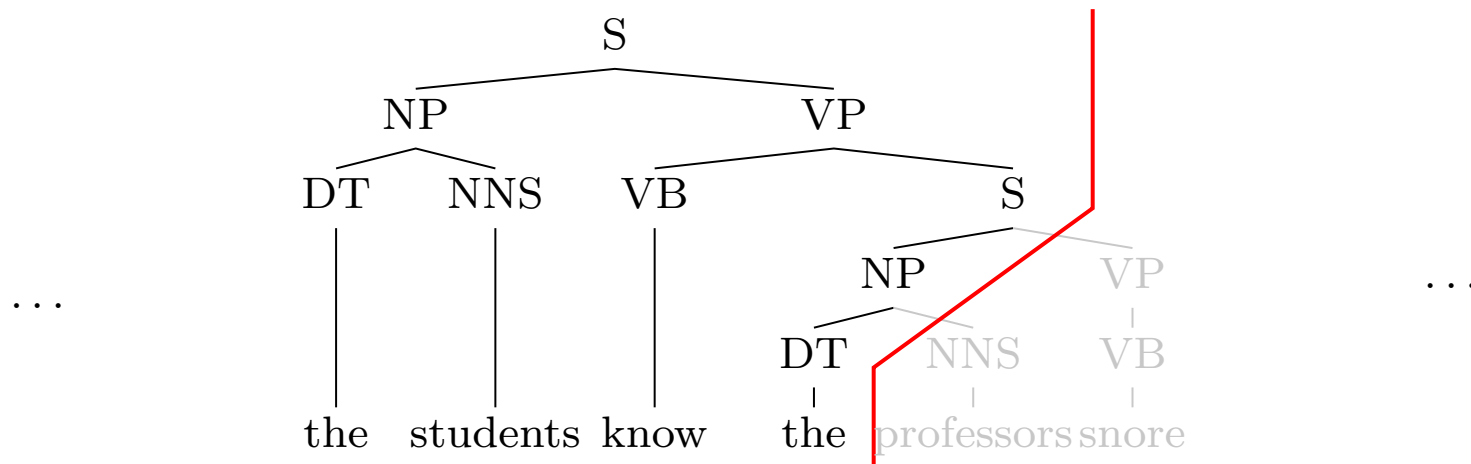 S
NP VP
DT NNS VB S
NP VP
... ...
DT NNS VB
the students know the professors snore